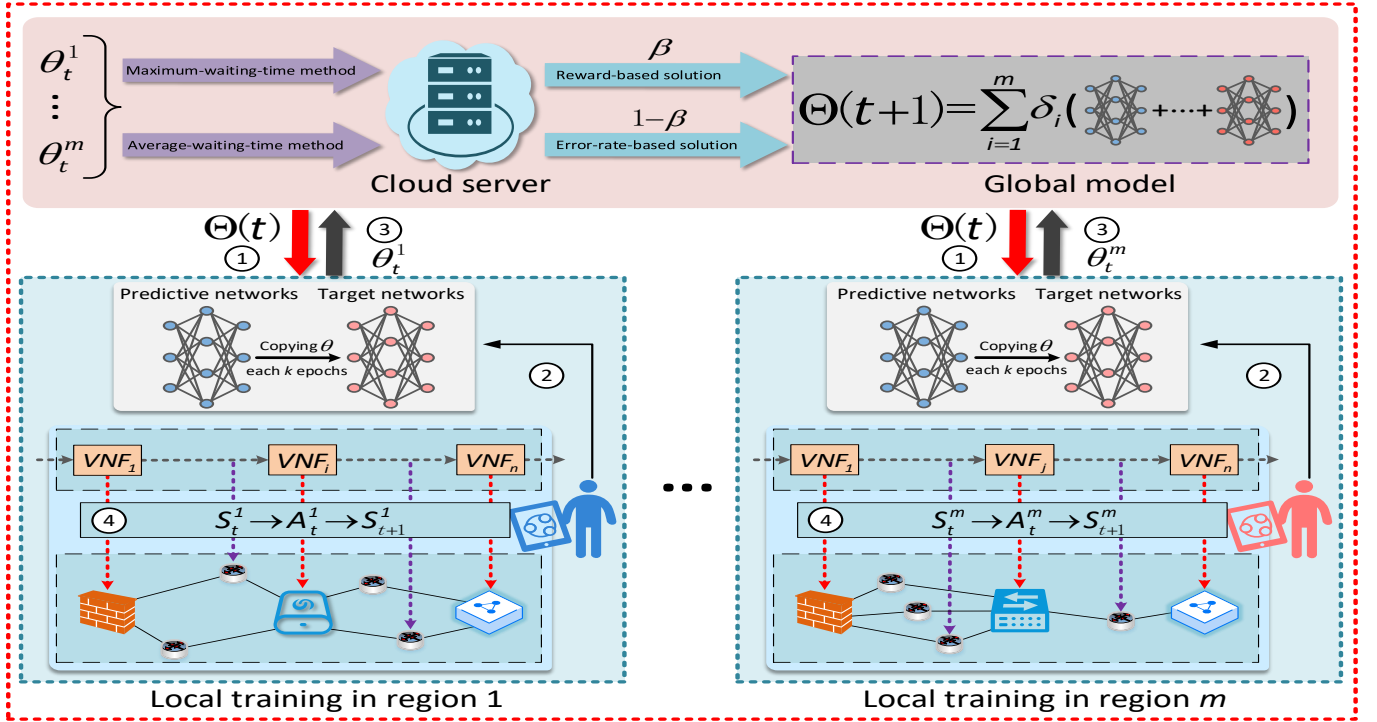 θ_t^1
...
θ_t^m
Maximum-waiting-time method
Average-waiting-time method
Cloud server
β
Reward-based solution
1−β
Error-rate-based solution
Θ(t+1)=∑_{i=1}^{m} δ_i( +···+ )
Global model
Θ(t)
①
③
θ_t^1
Θ(t)
①
③
θ_t^m
Predictive networks Target networks
Copying θ
each k epochs
②
VNF_1 VNF_i VNF_n
④ S_t^1→A_t^1→S_{t+1}^1
Local training in region 1
...
Predictive networks Target networks
Copying θ
each k epochs
②
VNF_1 VNF_j VNF_n
④ S_t^m→A_t^m→S_{t+1}^m
Local training in region m